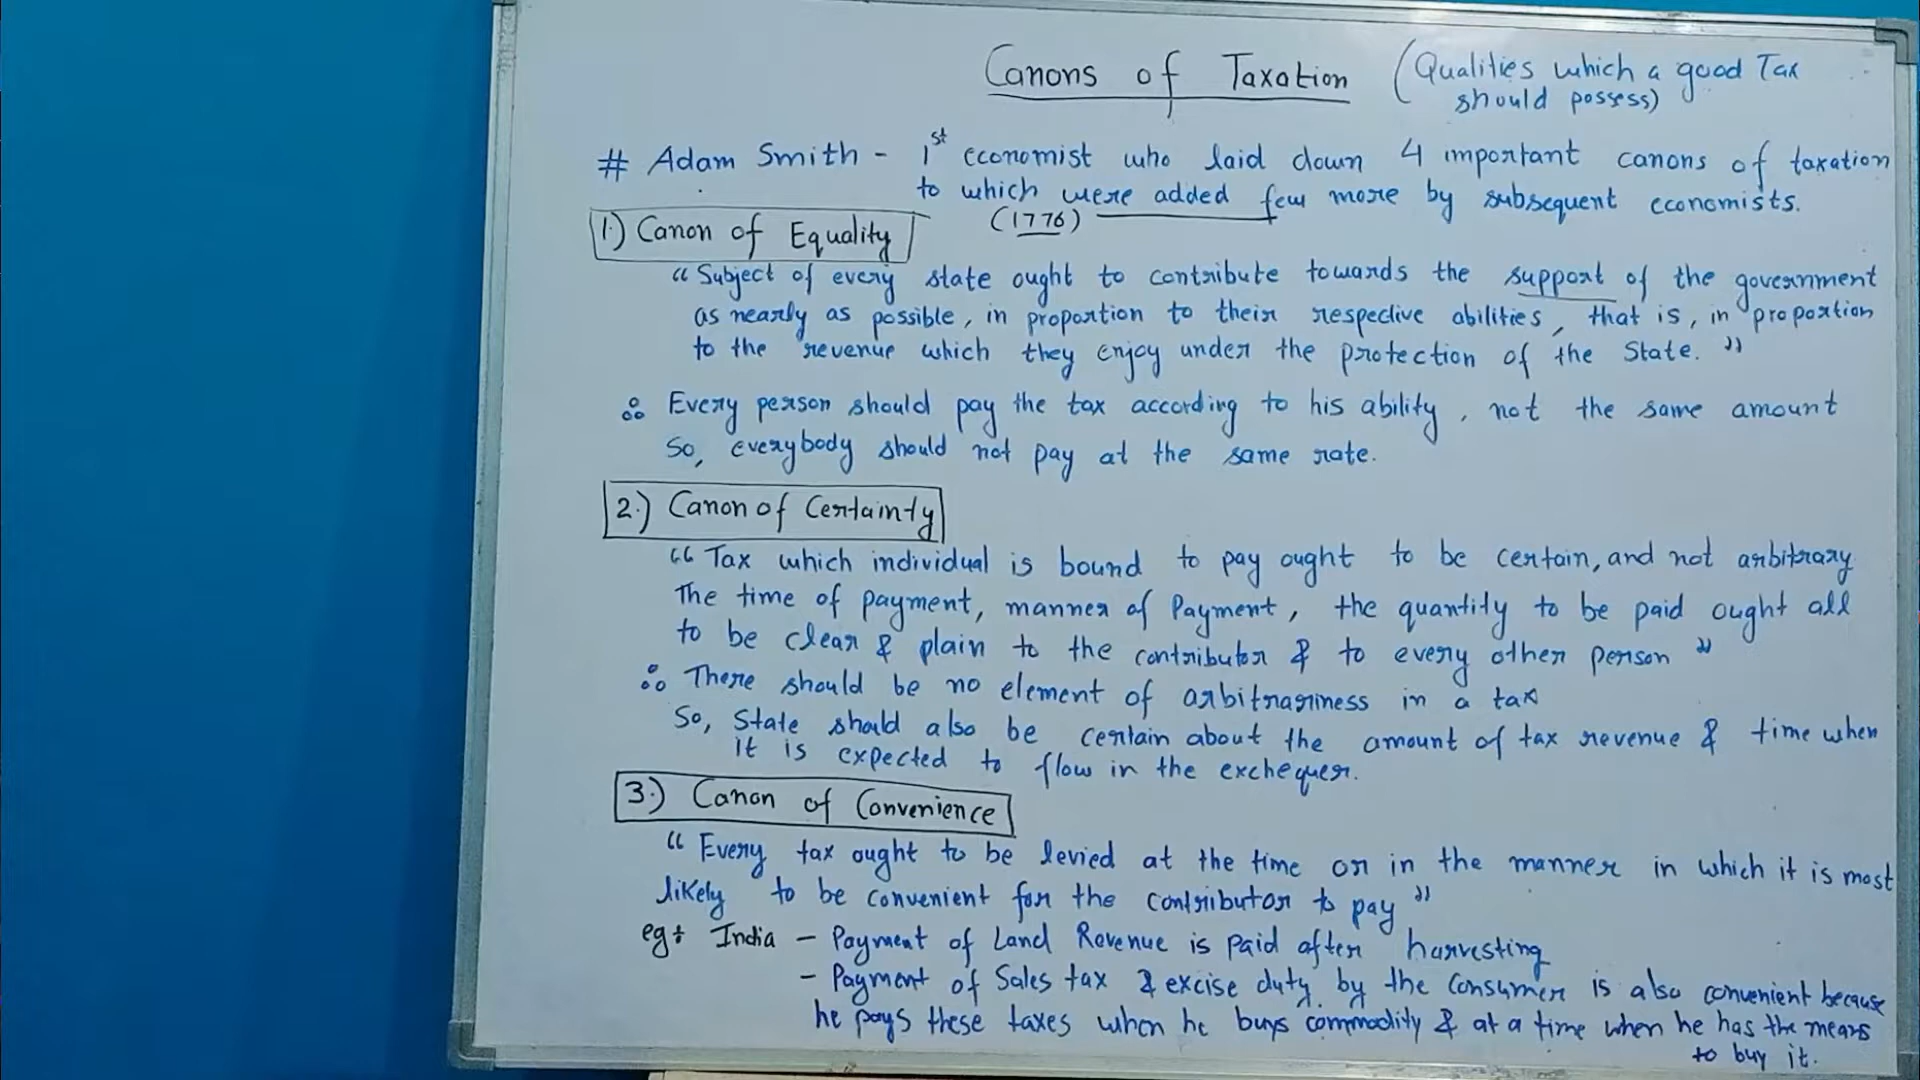 Canons of Taxation (Qualities which a good Tax
should possess)
# Adam Smith - 1st economist who laid down 4 important canons of taxation
to which were added few more by subsequent economists.
(1776)
1.) Canon of Equality
"Subject of every state ought to contribute towards the support of the government
as nearly as possible, in proportion to their respective abilities, that is, in proportion
to the revenue which they enjoy under the protection of the State."
∴ Every person should pay the tax according to his ability, not the same amount
So, everybody should not pay at the same rate.
2.) Canon of Certainty
"Tax which individual is bound to pay ought to be certain, and not arbitrary
The time of payment, manner of Payment, the quantity to be paid ought all
to be clear & plain to the contributor & to every other person"
∴ There should be no element of arbitrariness in a tax
So, State should also be certain about the amount of tax revenue & time when
it is expected to flow in the exchequer.
3.) Canon of Convenience
"Every tax ought to be levied at the time or in the manner in which it is most
likely to be convenient for the contributor to pay"
eg: India - Payment of Land Revenue is paid after harvesting
- Payment of Sales tax & excise duty by the Consumer is also convenient because
he pays these taxes when he buys commodity & at a time when he has the means
to buy it.